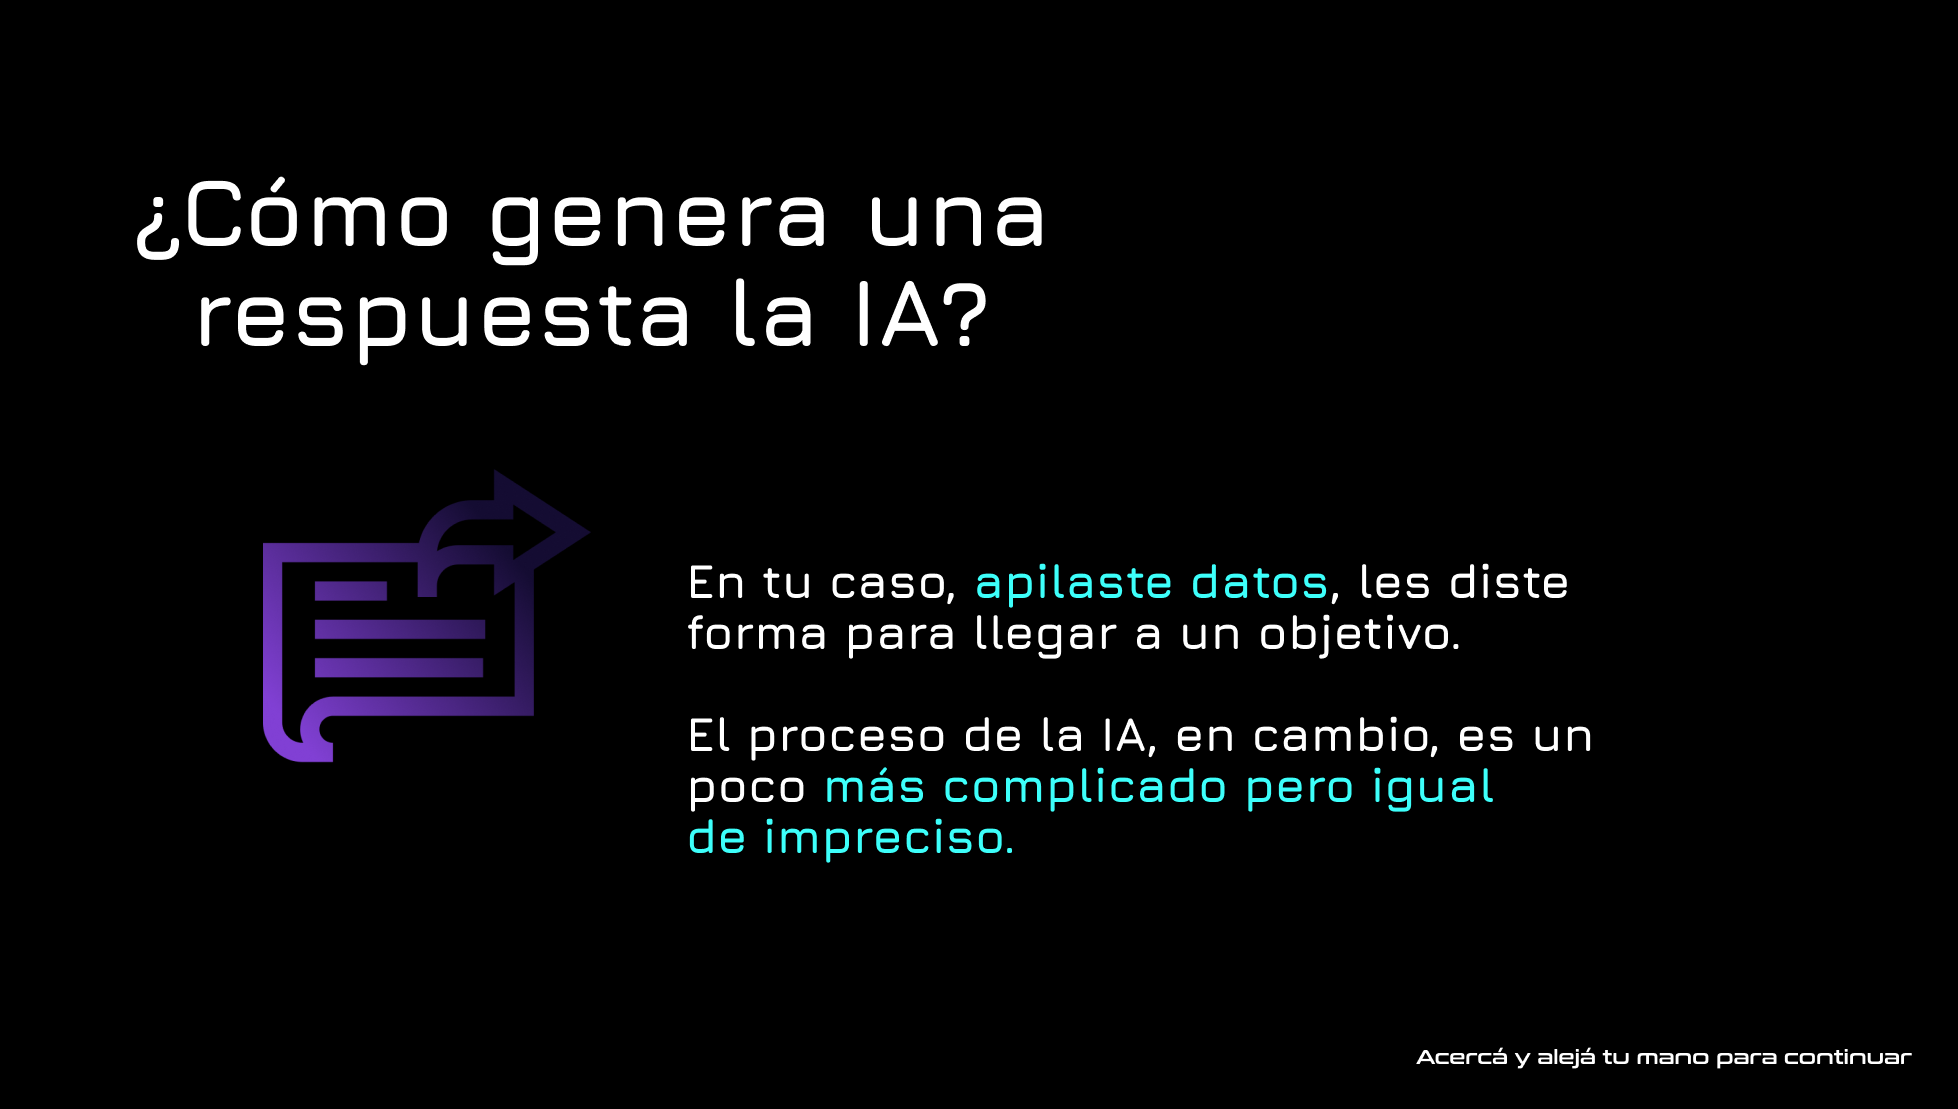 ¿Cómo genera una
respuesta la IA?
En tu caso, apilaste datos, les diste
forma para llegar a un objetivo.
El proceso de la IA, en cambio, es un
poco más complicado pero igual
de impreciso.
Acercá y alejá tu mano para continuar